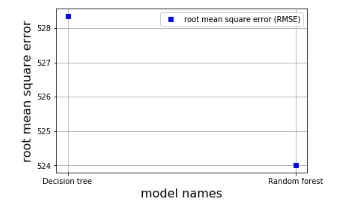 root mean square error (RMSE)
root mean square error
528
527
526
525
524
Decision tree
Random forest
model names